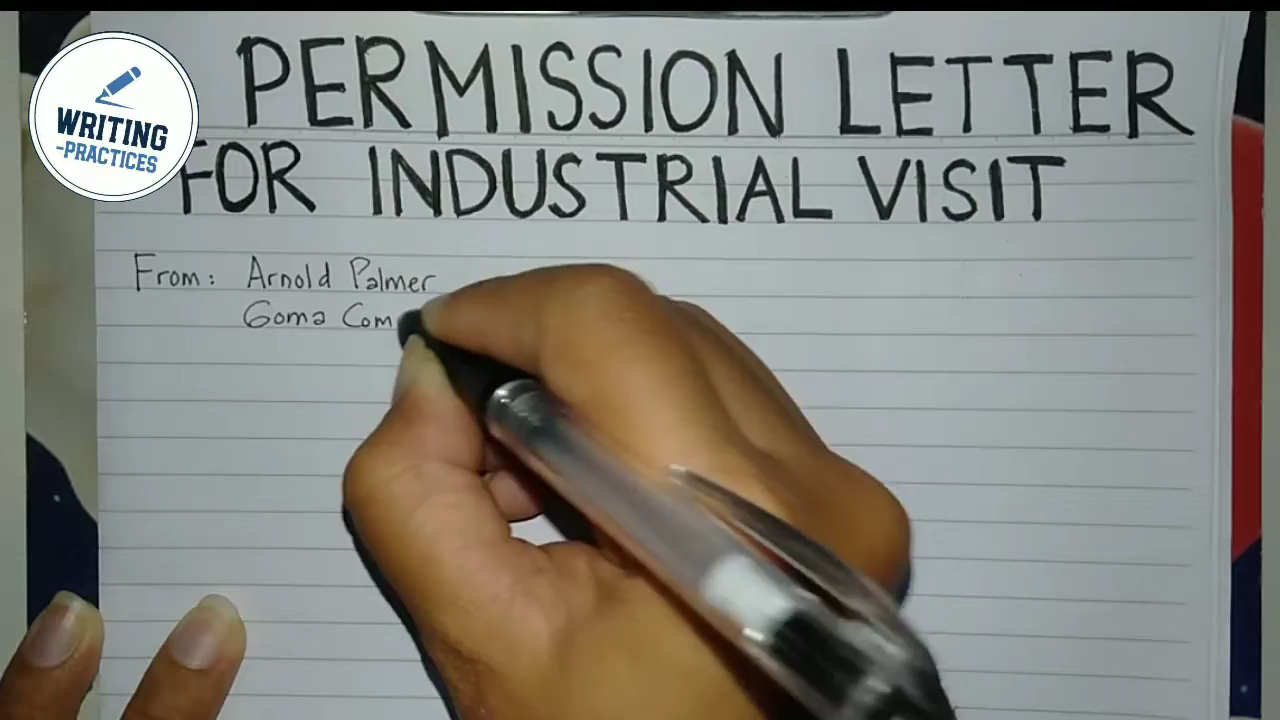 WRITING
-PRACTICES
PERMISSION LETTER
FOR INDUSTRIAL VISIT
From: Arnold Palmer
Goma Com